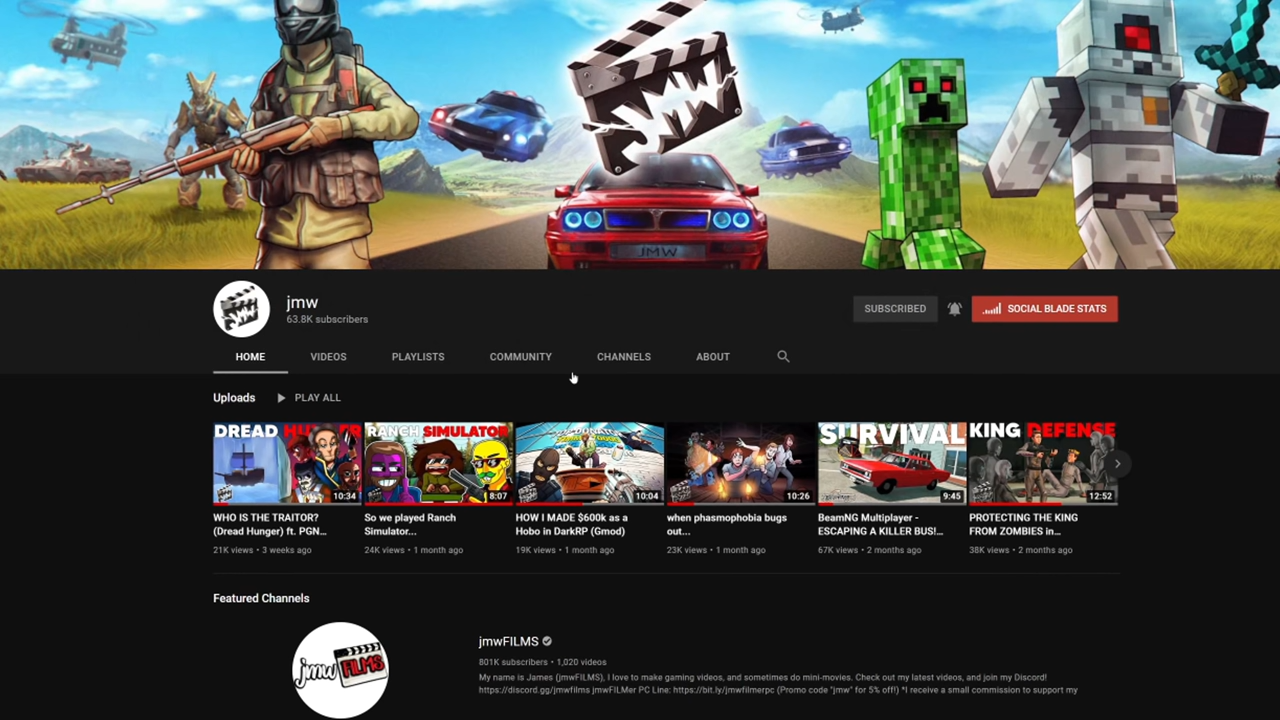 JMW
jmw
63.8K subscribers
SUBSCRIBED
SOCIAL BLADE STATS
HOME
VIDEOS
PLAYLISTS
COMMUNITY
CHANNELS
ABOUT
Uploads
PLAY ALL
DREAD HUNGER
10:34
RANCH SIMULATOR
8:07
10:04
10:26
SURVIVAL
9:45
KING DEFENSE
12:52
WHO IS THE TRAITOR?
(Dread Hunger) ft. PGN...
21K views • 3 weeks ago
So we played Ranch
Simulator...
24K views • 1 month ago
HOW I MADE $600k as a
Hobo in DarkRP (Gmod)
19K views • 1 month ago
when phasmophobia bugs
out...
23K views • 1 month ago
BeamNG Multiplayer -
ESCAPING A KILLER BUS!...
67K views • 2 months ago
PROTECTING THE KING
FROM ZOMBIES in...
38K views • 2 months ago
Featured Channels
jmw FILMS
jmwFILMS
801K subscribers • 1,020 videos
My name is James (jmwFILMS), I love to make gaming videos, and sometimes do mini-movies. Check out my latest videos, and join my Discord!
https://discord.gg/jmwfilms jmwFILMer PC Line: https://bit.ly/jmwfilmerpc (Promo code "jmw" for 5% off!) *I receive a small commission to support my